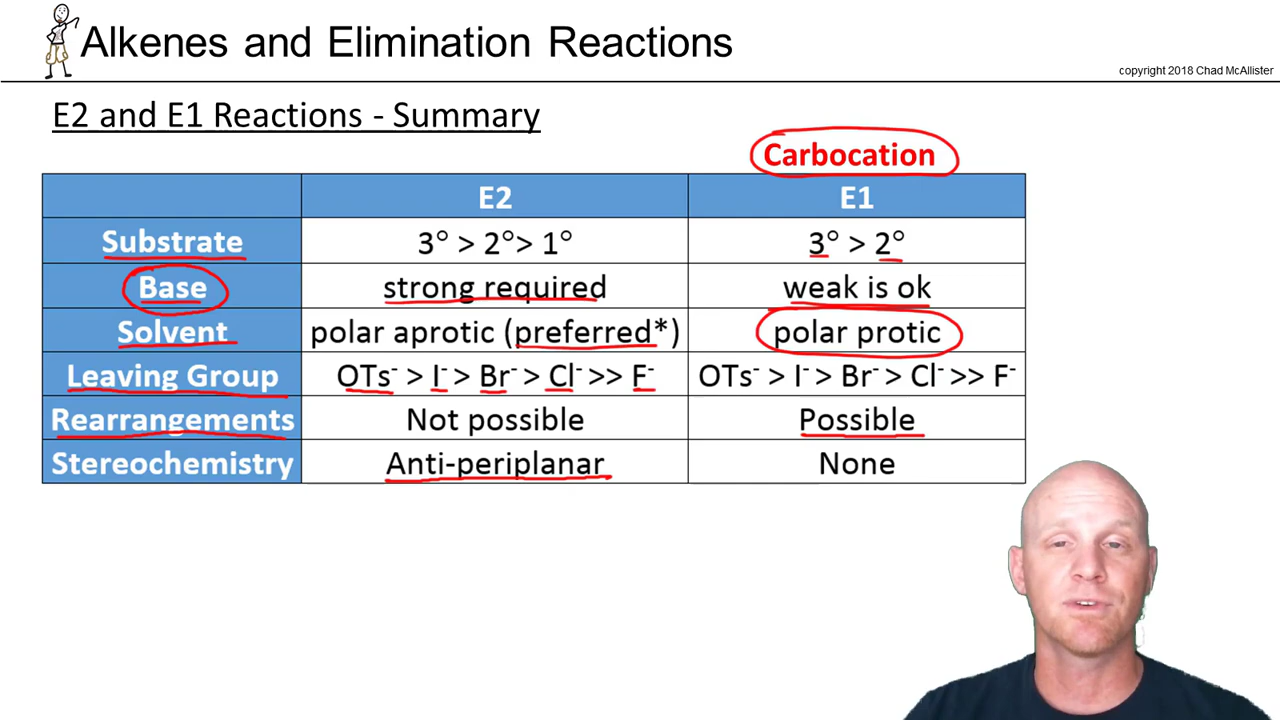 Alkenes and Elimination Reactions
copyright 2018 Chad McAllister
E2 and E1 Reactions - Summary
Carbocation
E2 E1
Substrate 3° > 2°> 1° 3° > 2°
Base strong required weak is ok
Solvent polar aprotic (preferred*) polar protic
Leaving Group OTs⁻ > I⁻ > Br⁻ > Cl⁻ >> F⁻ OTs⁻ > I⁻ > Br⁻ > Cl⁻ >> F⁻
Rearrangements Not possible Possible
Stereochemistry Anti-periplanar None